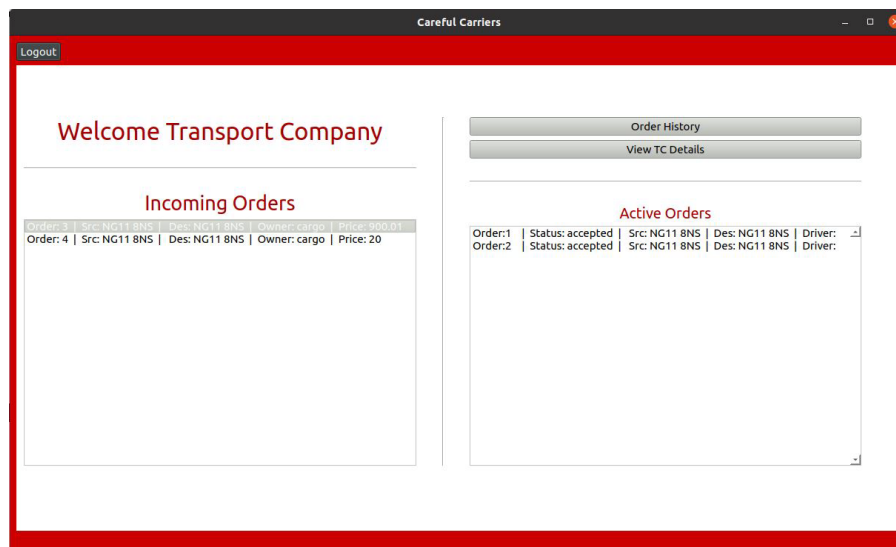 Careful Carriers
Logout
Welcome Transport Company
Incoming Orders
Order: 3 | Src: NG11 8NS | Des: NG11 8NS | Owner: cargo | Price: 900.01
Order: 4 | Src: NG11 8NS | Des: NG11 8NS | Owner: cargo | Price: 20
Order History
View TC Details
Active Orders
Order:1 | Status: accepted | Src: NG11 8NS | Des: NG11 8NS | Driver:
Order:2 | Status: accepted | Src: NG11 8NS | Des: NG11 8NS | Driver: